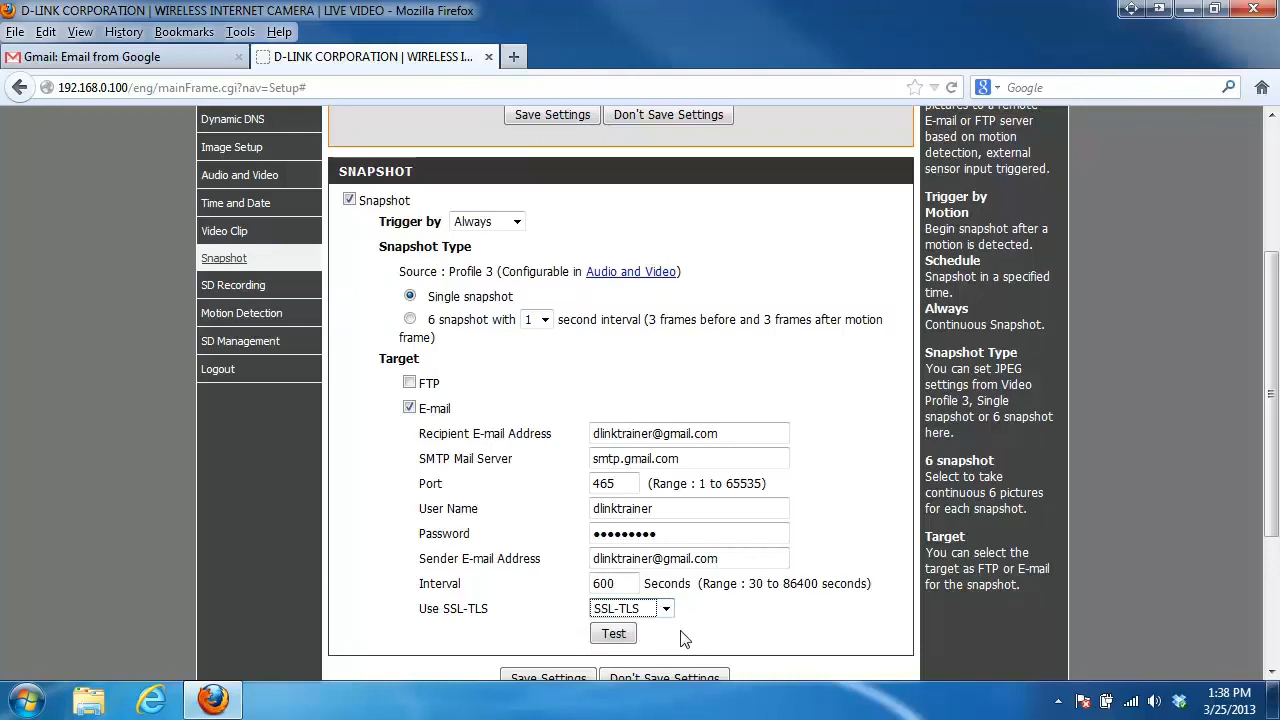 D-LINK CORPORATION | WIRELESS INTERNET CAMERA | LIVE VIDEO - Mozilla Firefox
File Edit View History Bookmarks Tools Help
Gmail: Email from Google
D-LINK CORPORATION | WIRELESS I...
192.168.0.100/eng/mainFrame.cgi?nav=Setup#
Google
Dynamic DNS
Image Setup
Audio and Video
Time and Date
Video Clip
Snapshot
SD Recording
Motion Detection
SD Management
Logout
Save Settings Don't Save Settings
SNAPSHOT
Snapshot
Trigger by Always
Snapshot Type
Source : Profile 3 (Configurable in Audio and Video)
Single snapshot
6 snapshot with 1 second interval (3 frames before and 3 frames after motion
frame)
Target
FTP
E-mail
Recipient E-mail Address dlinktrainer@gmail.com
SMTP Mail Server smtp.gmail.com
Port 465 (Range : 1 to 65535)
User Name dlinktrainer
Password •••••••••
Sender E-mail Address dlinktrainer@gmail.com
Interval 600 Seconds (Range : 30 to 86400 seconds)
Use SSL-TLS SSL-TLS
Test
Save Settings Don't Save Settings
pictures to a remote
E-mail or FTP server
based on motion
detection, external
sensor input triggered.
Trigger by
Motion
Begin snapshot after a
motion is detected.
Schedule
Snapshot in a specified
time.
Always
Continuous Snapshot.
Snapshot Type
You can set JPEG
settings from Video
Profile 3, Single
snapshot or 6 snapshot
here.
6 snapshot
Select to take
continuous 6 pictures
for each snapshot.
Target
You can select the
target as FTP or E-mail
for the snapshot.
1:38 PM
3/25/2013